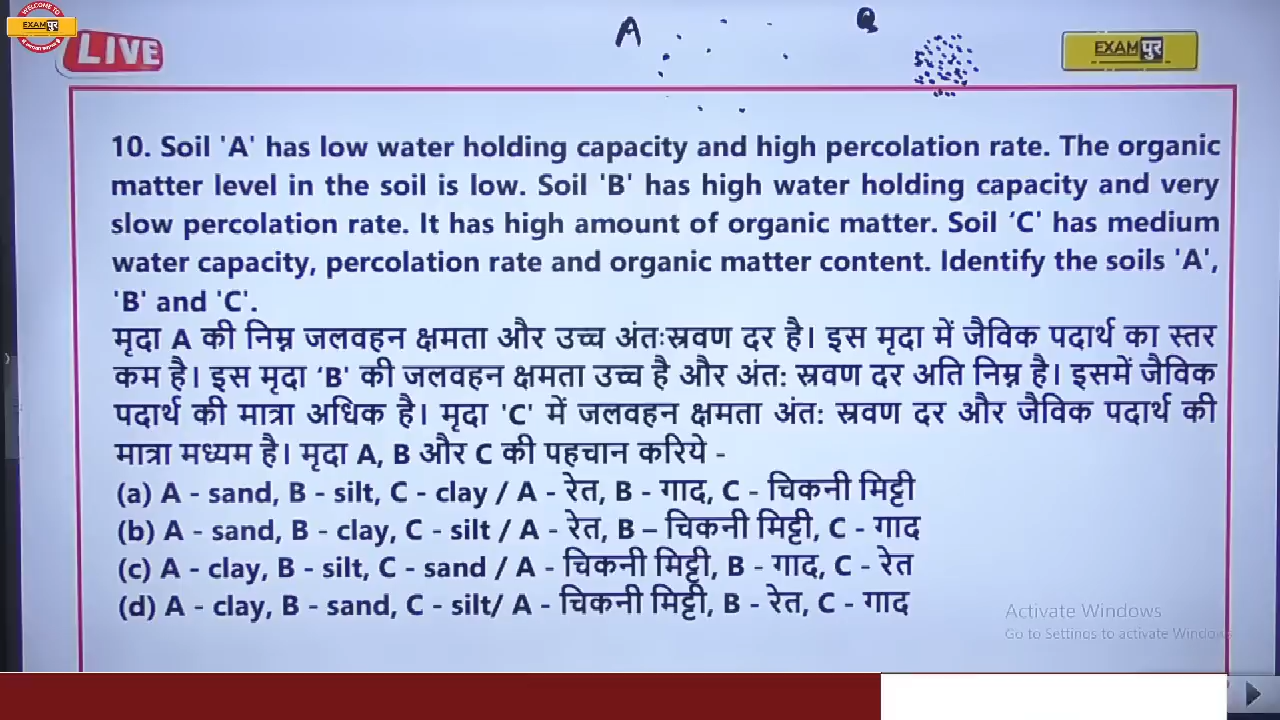 WELCOME TO
EXAMपुर
LIVE
A
B
EXAMपुर
10. Soil 'A' has low water holding capacity and high percolation rate. The organic
matter level in the soil is low. Soil 'B' has high water holding capacity and very
slow percolation rate. It has high amount of organic matter. Soil ‘C' has medium
water capacity, percolation rate and organic matter content. Identify the soils 'A',
'B' and 'C'.
मृदा A की निम्न जलवहन क्षमता और उच्च अंतःस्रवण दर है। इस मृदा में जैविक पदार्थ का स्तर
कम है। इस मृदा ‘B' की जलवहन क्षमता उच्च है और अंत: स्रवण दर अति निम्न है। इसमें जैविक
पदार्थ की मात्रा अधिक है। मृदा 'C' में जलवहन क्षमता अंत: स्रवण दर और जैविक पदार्थ की
मात्रा मध्यम है। मृदा A, B और C की पहचान करिये -
(a) A - sand, B - silt, C - clay / A - रेत, B - गाद, C - चिकनी मिट्टी
(b) A - sand, B - clay, C - silt / A - रेत, B – चिकनी मिट्टी, C - गाद
(c) A - clay, B - silt, C - sand / A - चिकनी मिट्टी, B - गाद, C - रेत
(d) A - clay, B - sand, C - silt/ A - चिकनी मिट्टी, B - रेत, C - गाद
Activate Windows
Go to Settings to activate Windows